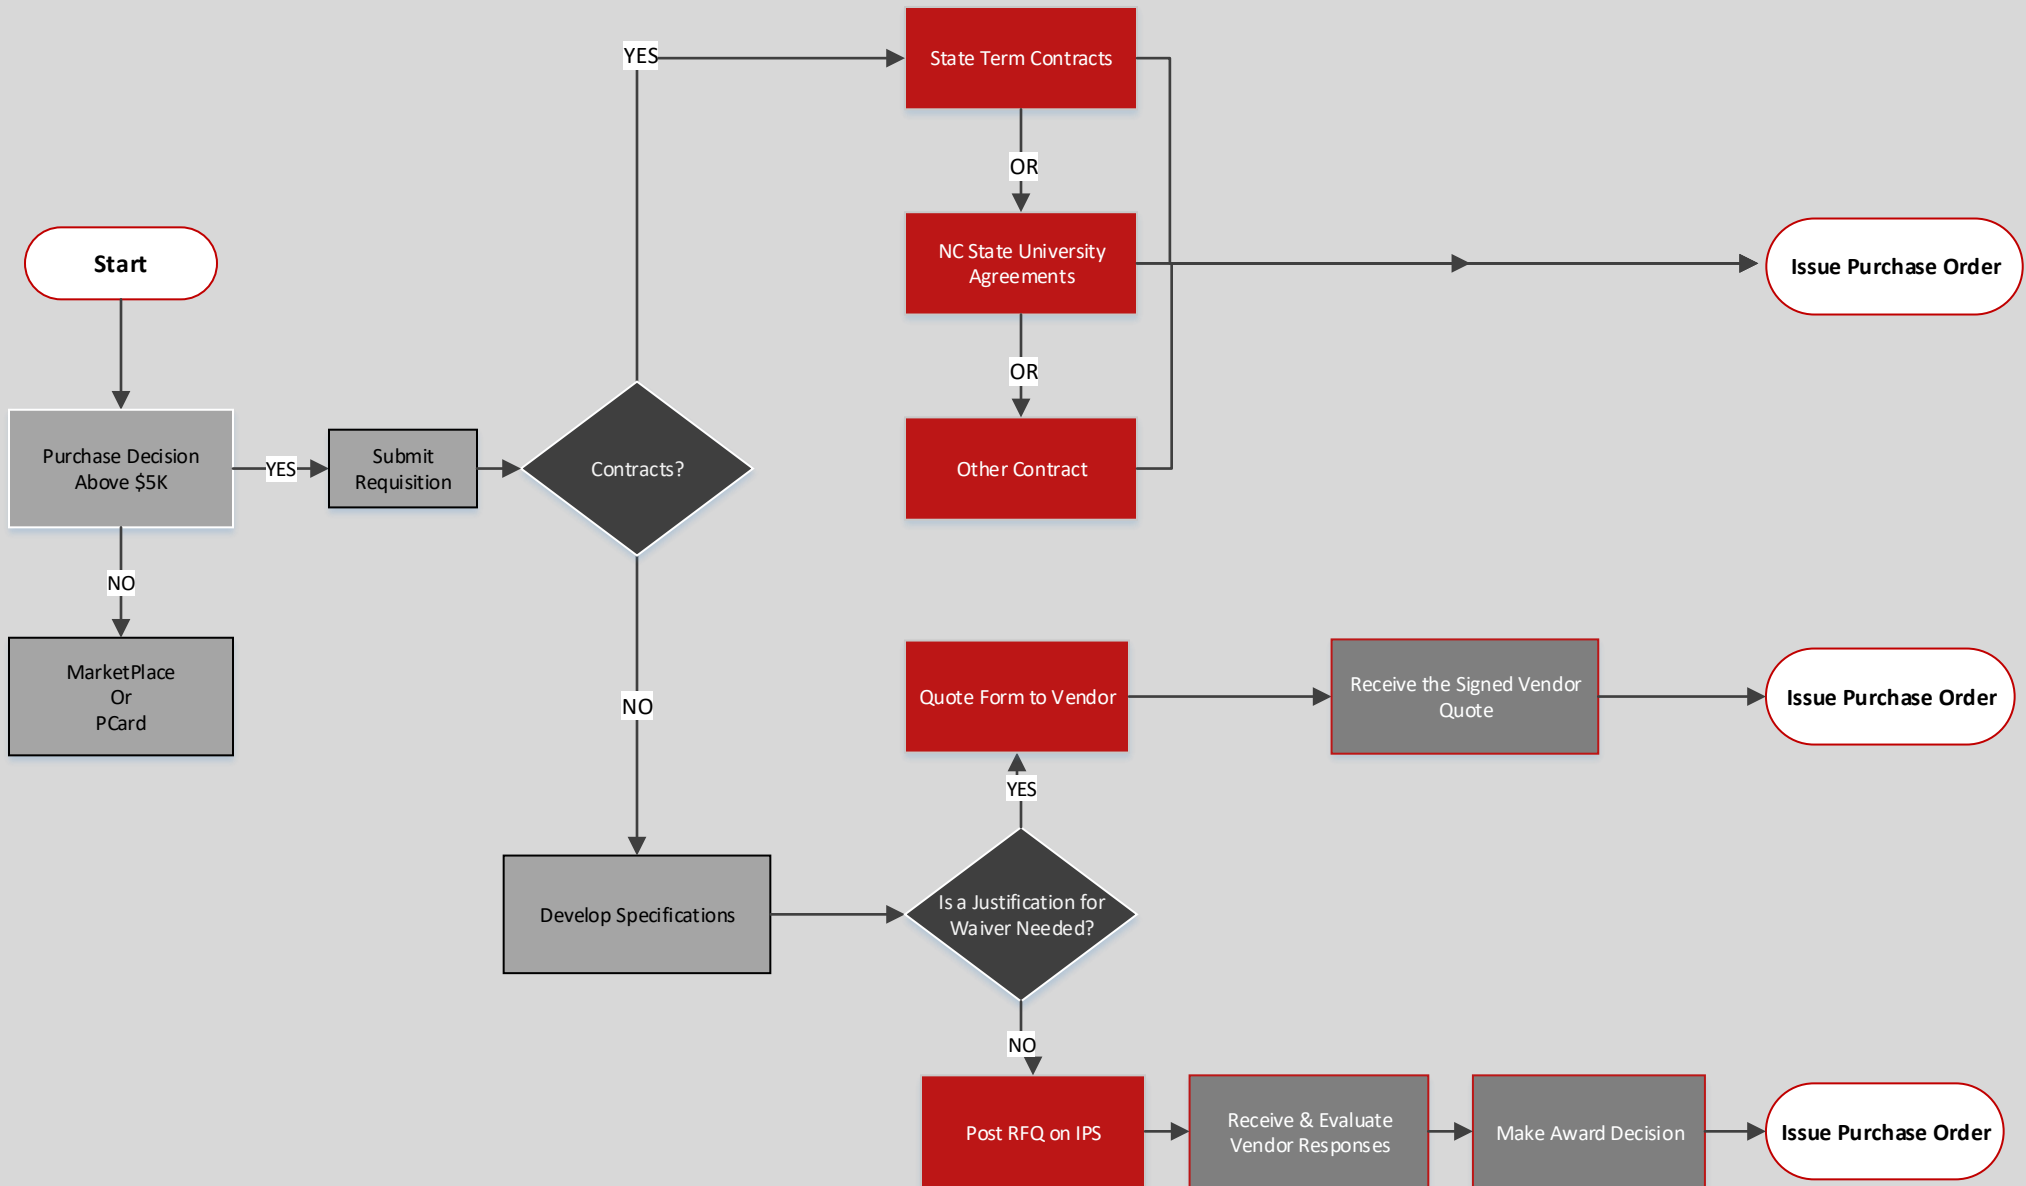 YES
State Term Contracts
OR
Start
NC State University
Agreements
Issue Purchase Order
OR
Purchase Decision
Above $5K
YES
Submit
Requisition
Contracts?
Other Contract
NO
MarketPlace
Or
PCard
NO
Quote Form to Vendor
Receive the Signed Vendor
Quote
Issue Purchase Order
YES
Develop Specifications
Is a Justification for
Waiver Needed?
NO
Post RFQ on IPS
Receive & Evaluate
Vendor Responses
Make Award Decision
Issue Purchase Order